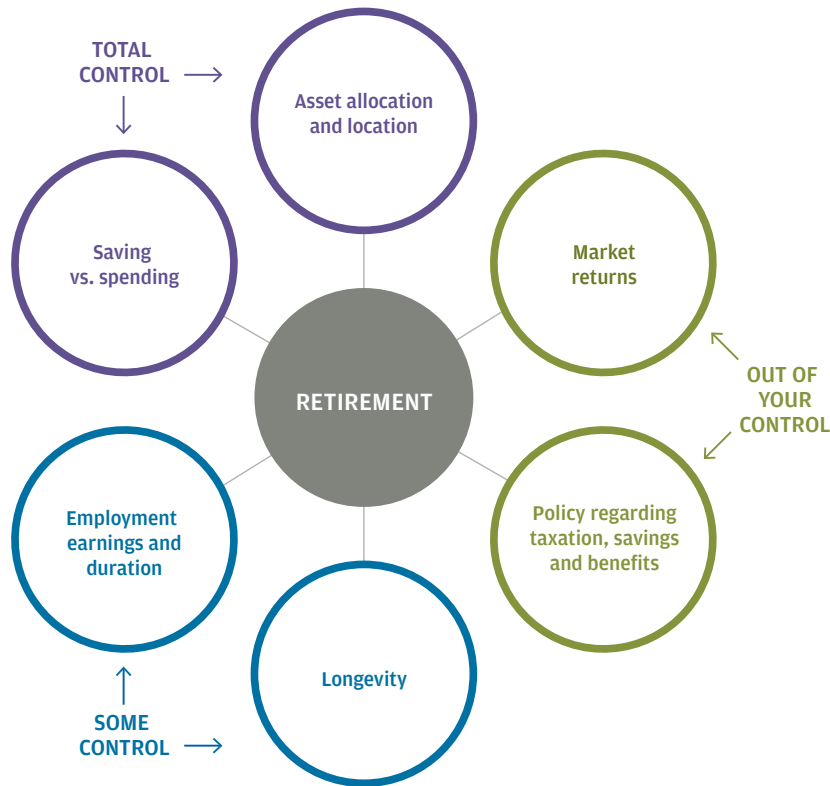 TOTAL
CONTROL
Asset allocation
and location
Saving
vs. spending
Market
returns
RETIREMENT
OUT OF
YOUR
CONTROL
Employment
earnings and
duration
Policy regarding
taxation, savings
and benefits
Longevity
SOME
CONTROL